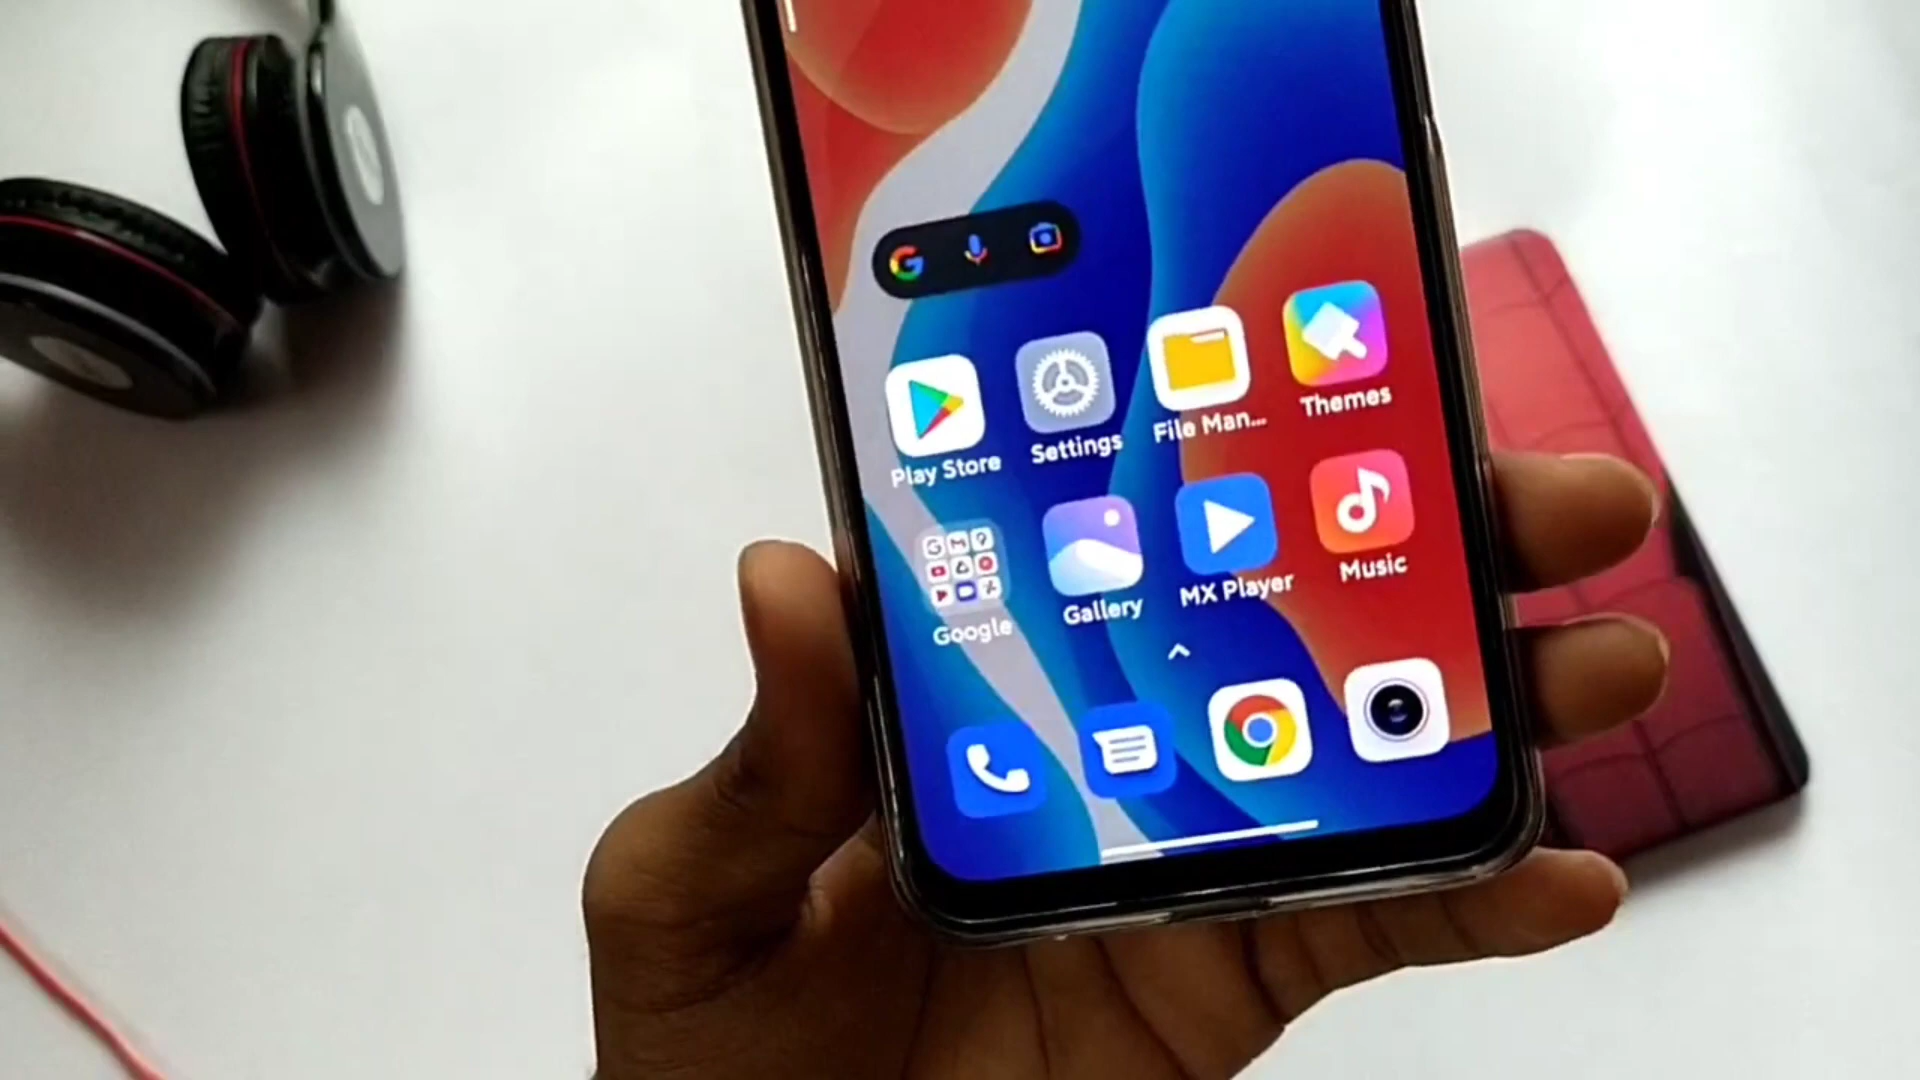 Play Store
Settings
File Man...
Themes
Google
Gallery
MX Player
Music